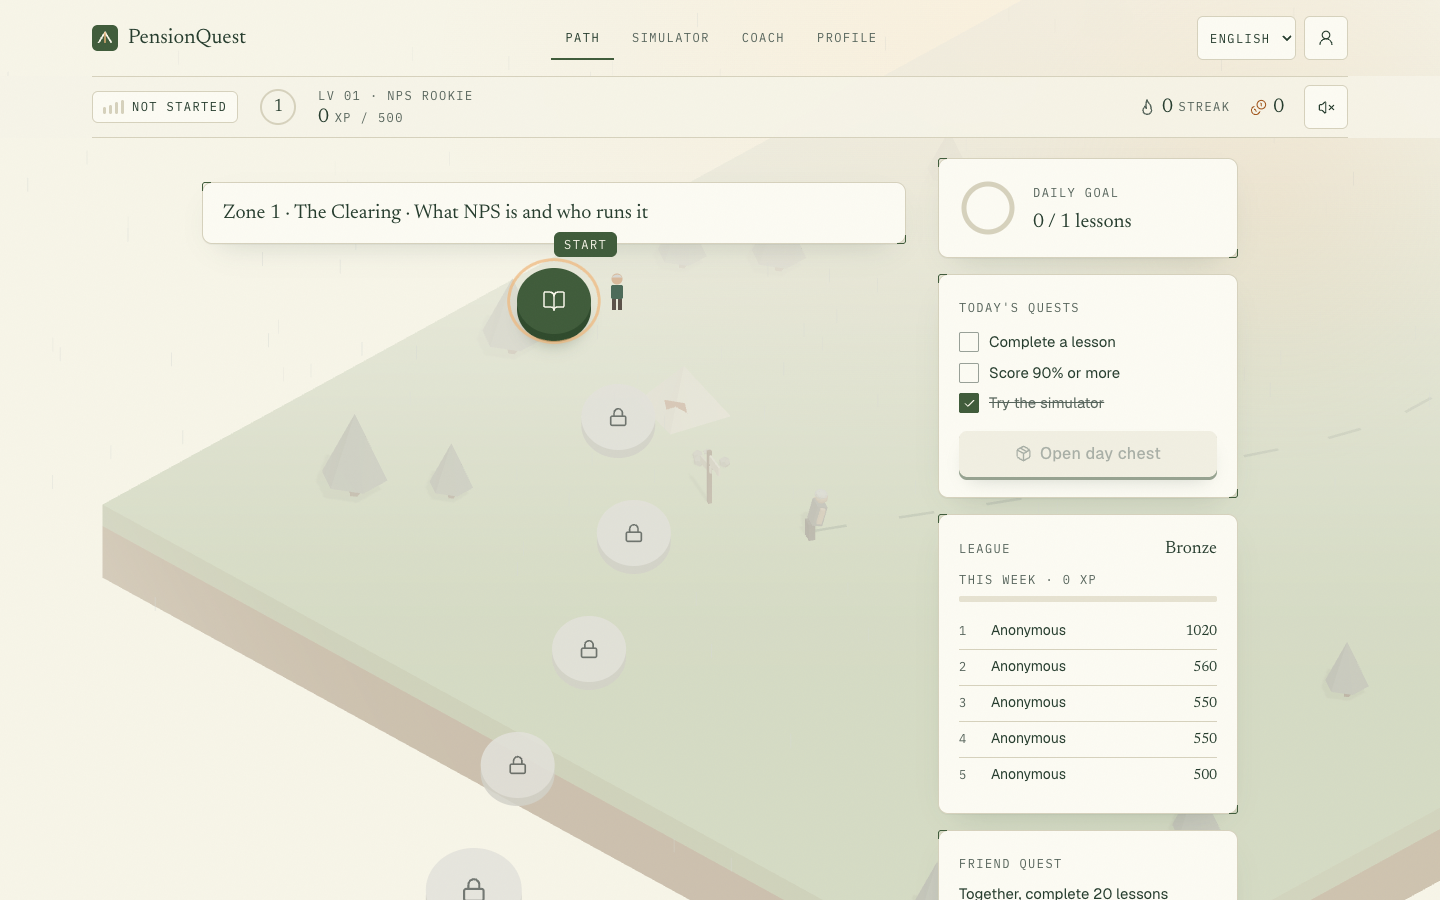 PensionQuest
PATH
SIMULATOR
COACH
PROFILE
ENGLISH
NOT STARTED
1
LV 01 · NPS ROOKIE
0 XP / 500
0 STREAK
0
Zone 1 · The Clearing · What NPS is and who runs it
START
DAILY GOAL
0 / 1 lessons
TODAY'S QUESTS
Complete a lesson
Score 90% or more
Try the simulator
Open day chest
LEAGUE Bronze
THIS WEEK · 0 XP
1 Anonymous 1020
2 Anonymous 560
3 Anonymous 550
4 Anonymous 550
5 Anonymous 500
FRIEND QUEST
Together, complete 20 lessons